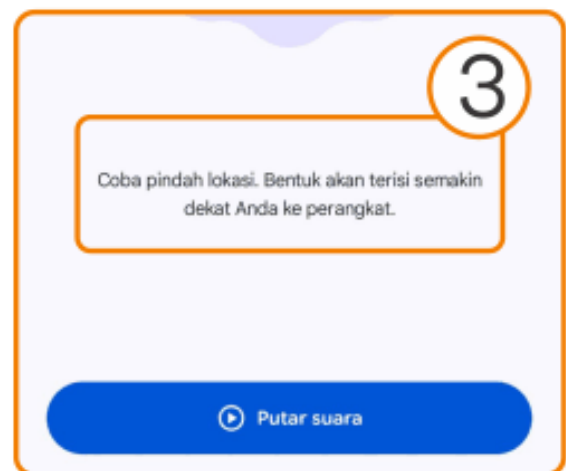 3
Coba pindah lokasi. Bentuk akan terisi semakin
dekat Anda ke perangkat.
Putar suara